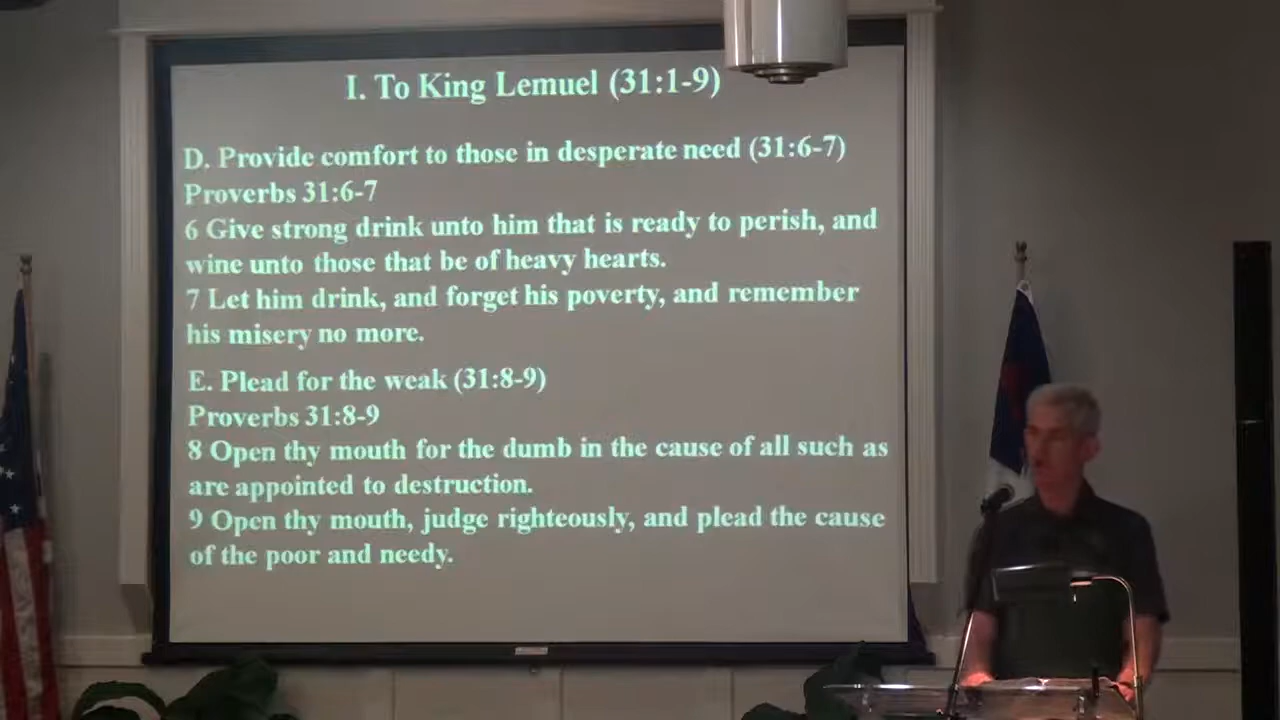 I. To King Lemuel (31:1-9)
D. Provide comfort to those in desperate need (31:6-7)
Proverbs 31:6-7
6 Give strong drink unto him that is ready to perish, and
wine unto those that be of heavy hearts.
7 Let him drink, and forget his poverty, and remember
his misery no more.
E. Plead for the weak (31:8-9)
Proverbs 31:8-9
8 Open thy mouth for the dumb in the cause of all such as
are appointed to destruction.
9 Open thy mouth, judge righteously, and plead the cause
of the poor and needy.